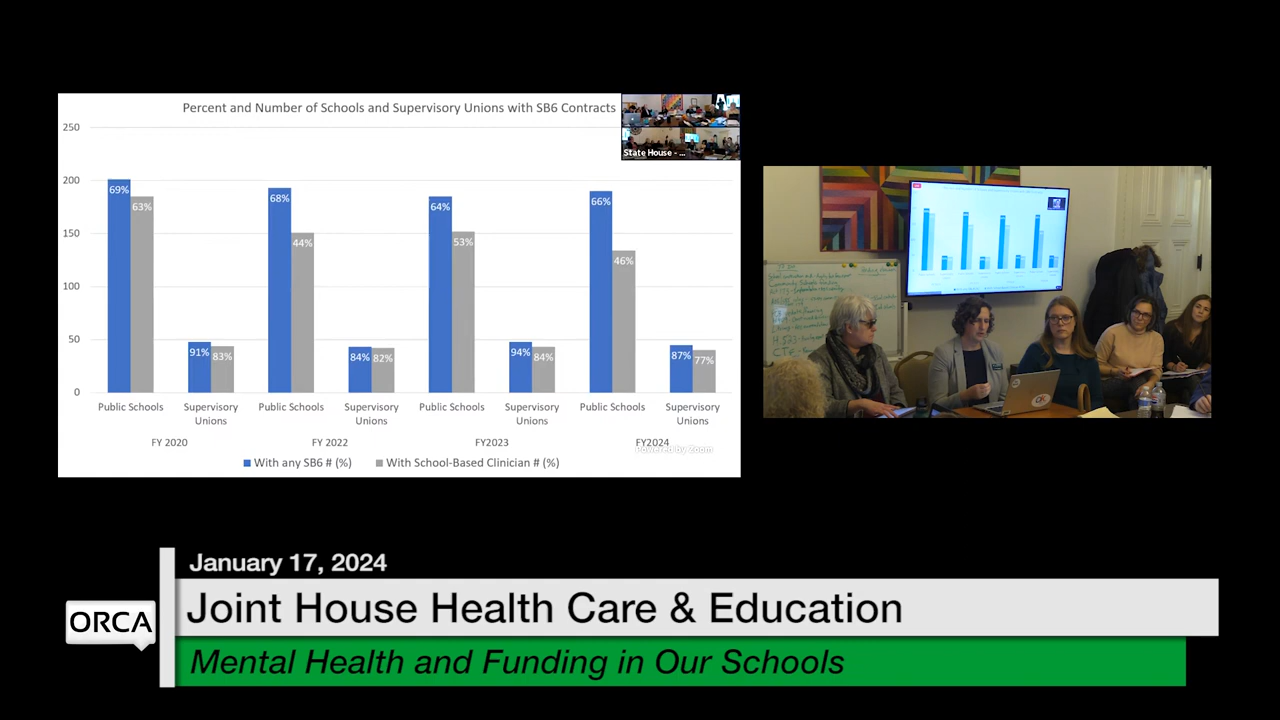 Percent and Number of Schools and Supervisory Unions with SB6 Contracts
State House - ...
250
200
150
100
50
0
69%
63%
91%
83%
68%
44%
84%
82%
64%
53%
94%
84%
66%
46%
87%
77%
Public Schools
Supervisory
Unions
Public Schools
Supervisory
Unions
Public Schools
Supervisory
Unions
Public Schools
Supervisory
Unions
FY 2020
FY 2022
FY2023
FY2024
Powered by Zoom
With any SB6 # (%)
With School-Based Clinician # (%)
January 17, 2024
ORCA
Joint House Health Care & Education
Mental Health and Funding in Our Schools